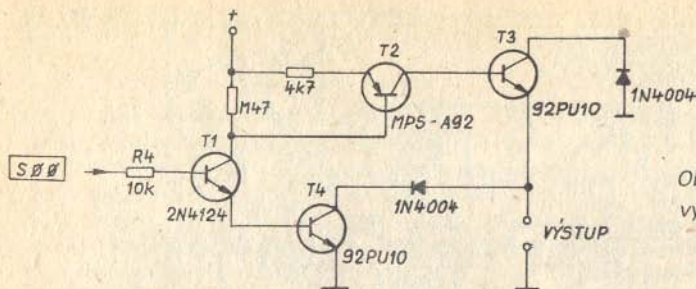 +
T2
T3
4k7
M47
1N4004
MPS-A92
92PU10
T1
SØØ
R4
10k
T4
1N4004
2N4124
VÝSTUP
92PU10